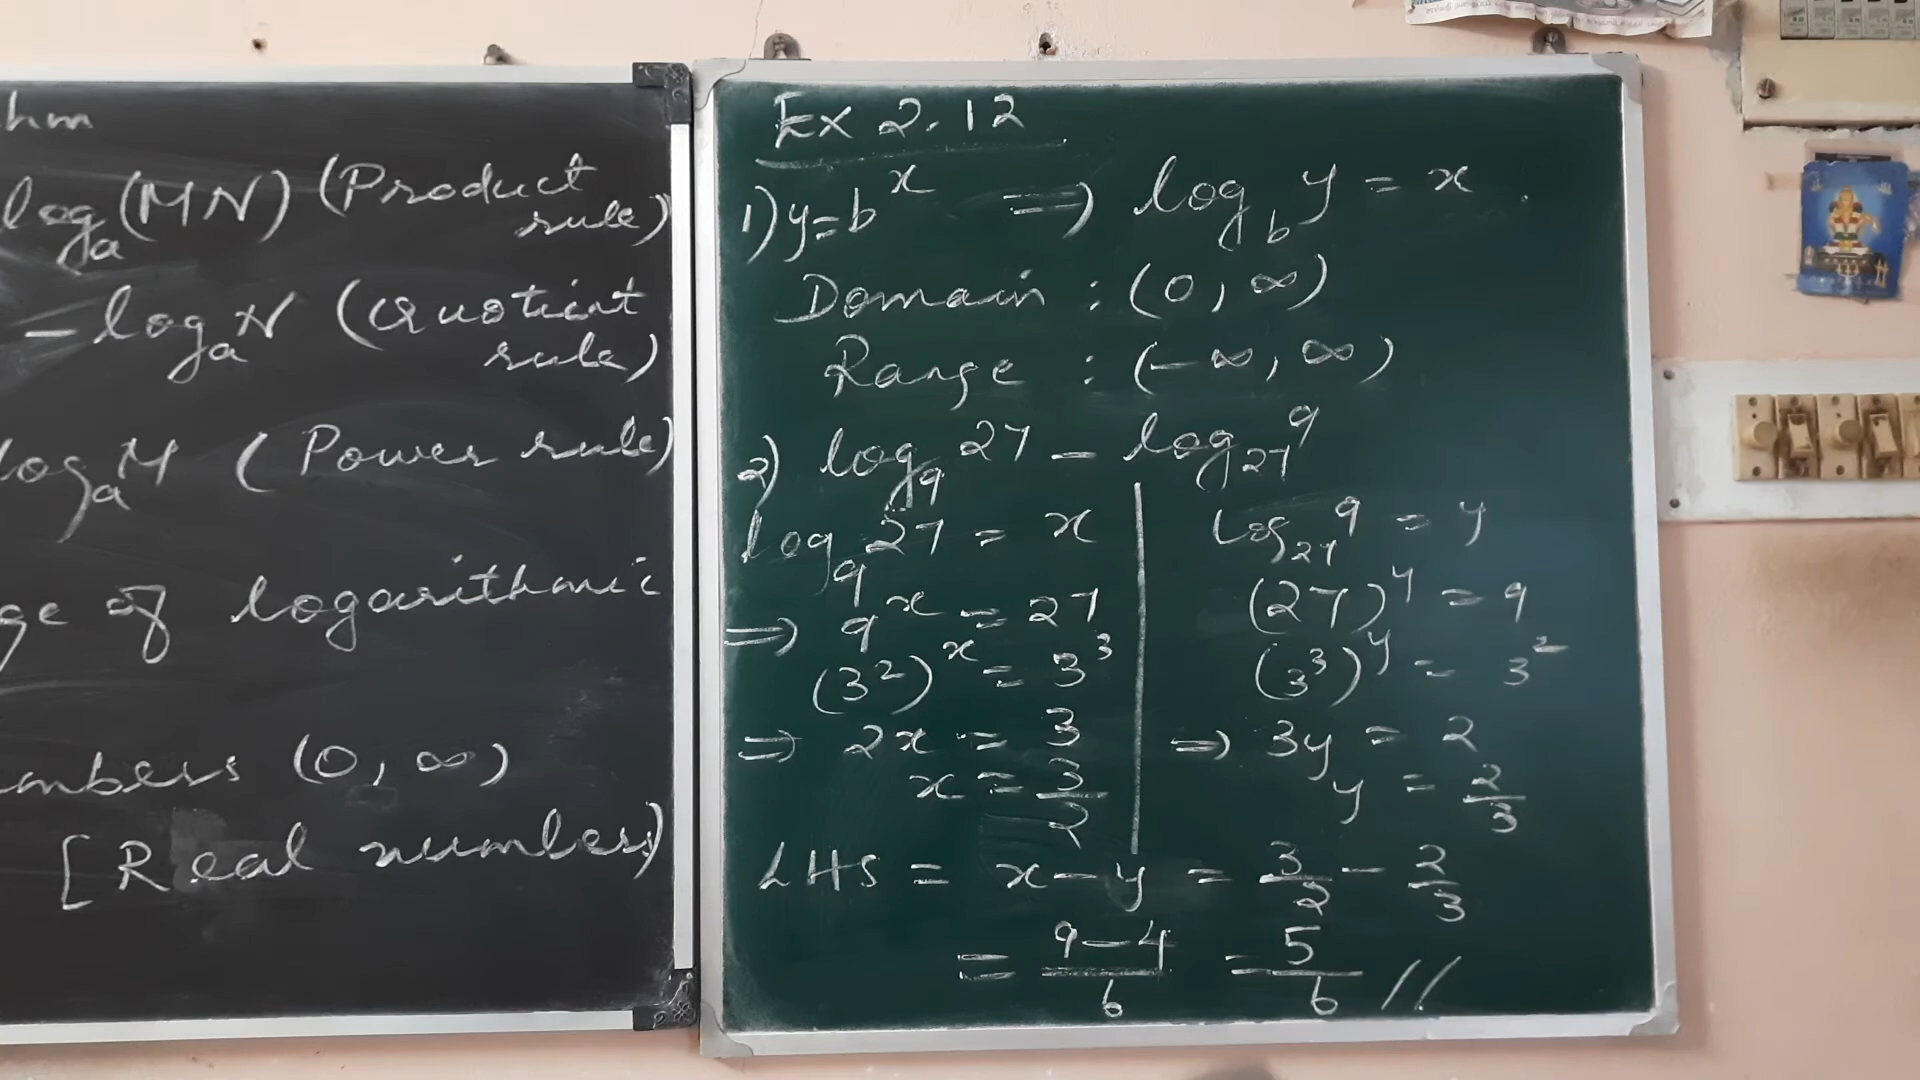 hm
log_a(MN) (Product
rule)
- log_a N (Quotient
rule)
log_a M (Power rule)
ge of logarithmic
mbers (0, ∞)
[Real number)
Ex 2.12
1) y=b^x ⇒ log_b y = x .
Domain : (0, ∞)
Range : (-∞, ∞)
2) log_9 27 - log_27 9
log_9 27 = x
⇒ 9^x = 27
(3^2)^x = 3^3
⇒ 2x = 3
x = 3/2
log_27 9 = y
(27)^y = 9
(3^3)^y = 3^2
⇒ 3y = 2
y = 2/3
LHS = x - y = 3/2 - 2/3
= 9-4/6 = 5/6 //